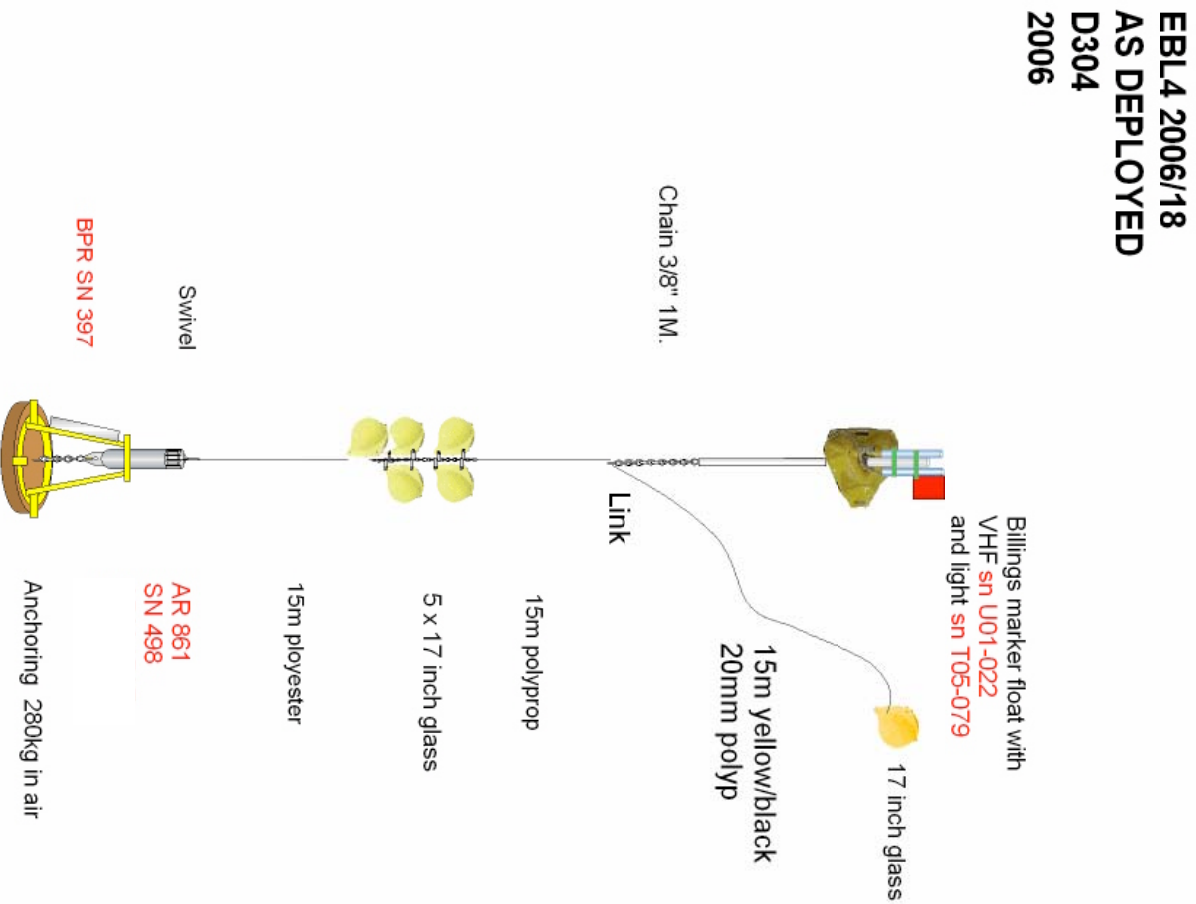 EBL4 2006/18
AS DEPLOYED
D304
2006
Billings marker float with
VHF sn U01-022
and light sn T05-079
17 inch glass
Chain 3/8" 1M.
15m yellow/black
20mm polyp
Link
15m polyprop
5 x 17 inch glass
15m ployester
Swivel
AR 861
SN 498
BPR SN 397
Anchoring 280kg in air